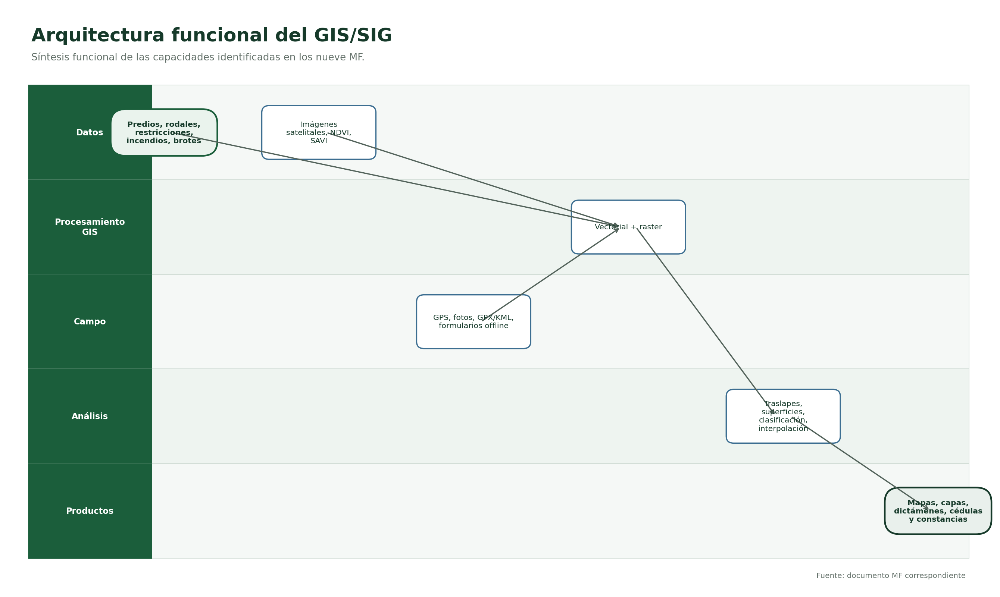 Arquitectura funcional del GIS/SIG
Síntesis funcional de las capacidades identificadas en los nueve MF.
Datos
Predios, rodales,
restricciones,
incendios, brotes
Imágenes
satelitales, NDVI,
SAVI
Procesamiento
GIS
Vectorial + raster
Campo
GPS, fotos, GPX/KML,
formularios offline
Análisis
Traslapes,
superficies,
clasificación,
interpolación
Productos
Mapas, capas,
dictámenes, cédulas
y constancias
Fuente: documento MF correspondiente